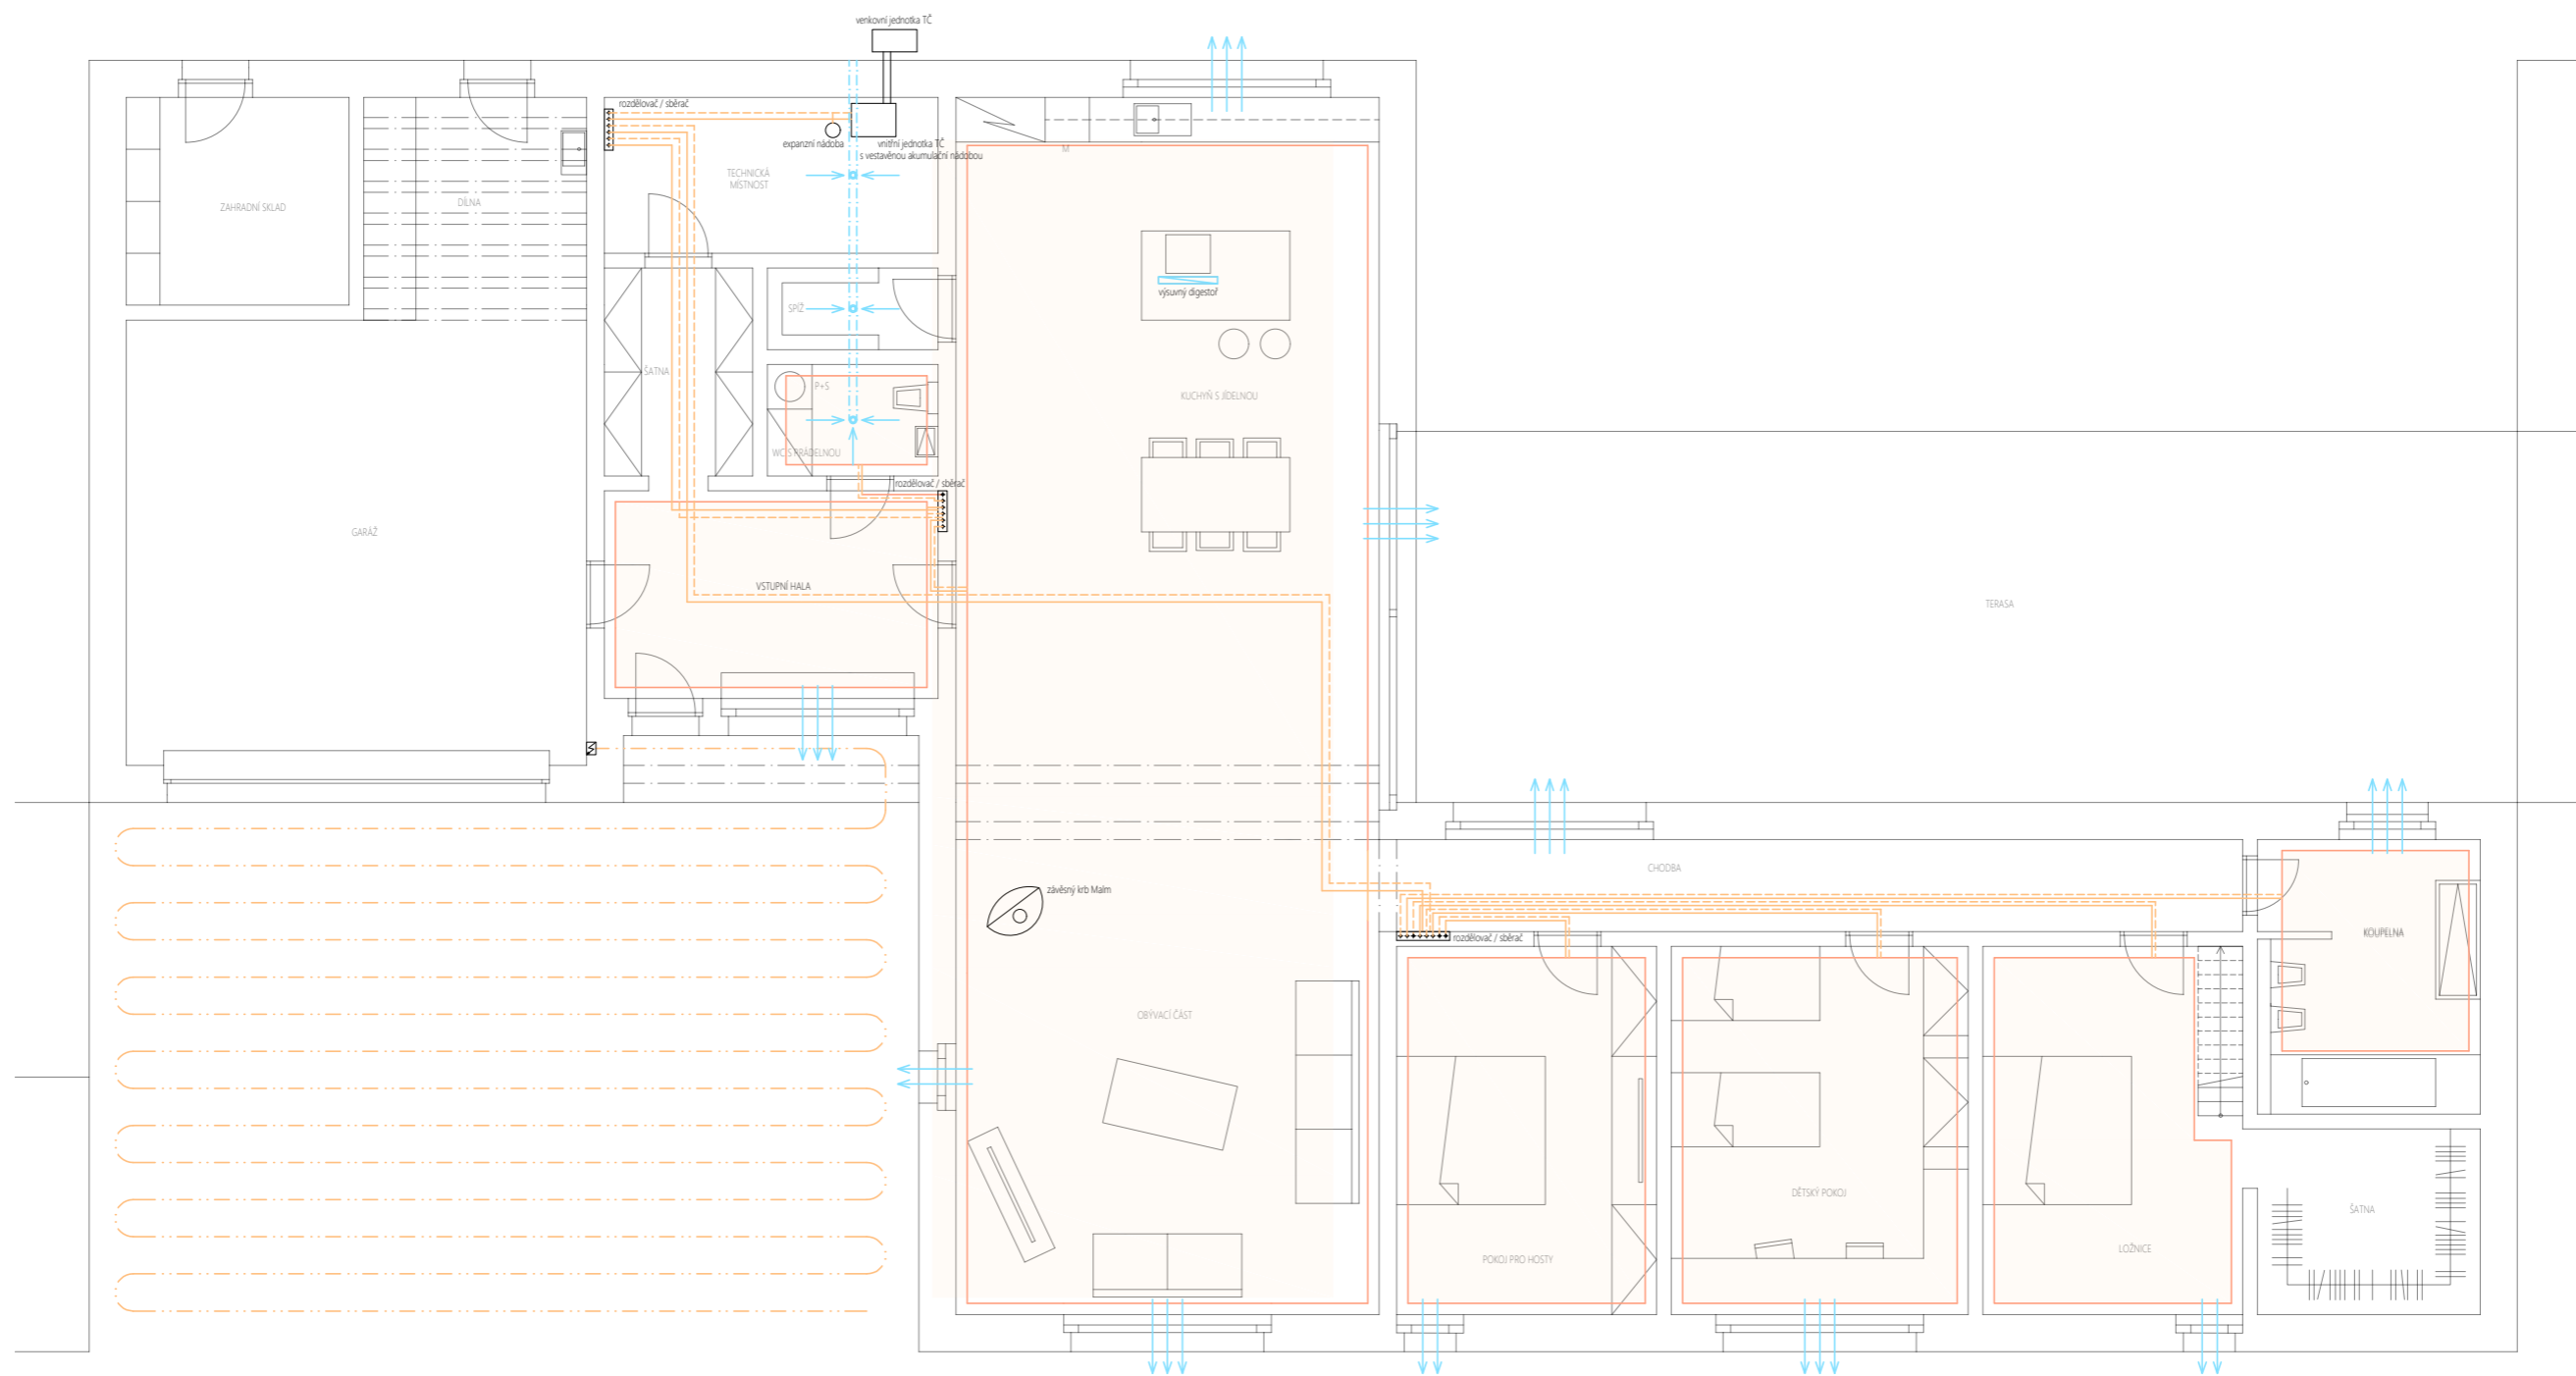 venkovní jednotka TČ
rozdělovač / sběrač
expanzní nádoba
vnitřní jednotka TČ
s vestavěnou akumulační nádobou
M
TECHNICKÁ
MÍSTNOST
ZAHRADNÍ SKLAD
DÍLNA
výsuvný digestoř
SPÍŽ
ŠATNA
P+S
KUCHYŇ S JÍDELNOU
WC S PRÁDELNOU
rozdělovač / sběrač
GARÁŽ
VSTUPNÍ HALA
TERASA
CHODBA
závěsný krb Malm
rozdělovač / sběrač
KOUPELNA
OBÝVACÍ ČÁST
DĚTSKÝ POKOJ
ŠATNA
LOŽNICE
POKOJ PRO HOSTY